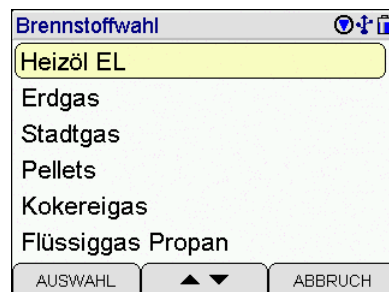 Brennstoffwahl
Heizöl EL
Erdgas
Stadtgas
Pellets
Kokereigas
Flüssiggas Propan
AUSWAHL ABBRUCH